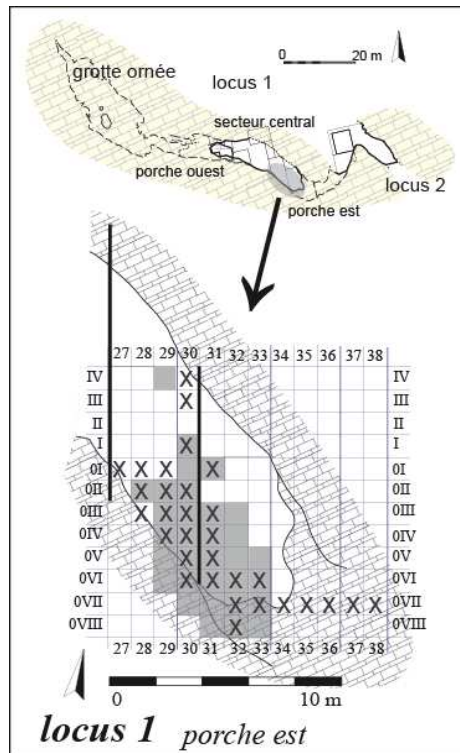 0 20 m
grotte ornée
locus 1
secteur central
porche ouest
locus 2
porche est
27 28 29 30 31 32 33 34 35 36 37 38
IV X IV
III X III
II II
I X I
0I X X X X 0I
0II X X X 0II
0III X X X X 0III
0IV X X X 0IV
0V X X 0V
0VI X X X X 0VI
0VII X X X X X X X 0VII
0VIII X 0VIII
27 28 29 30 31 32 33 34 35 36 37 38
0 10 m
locus 1 porche est